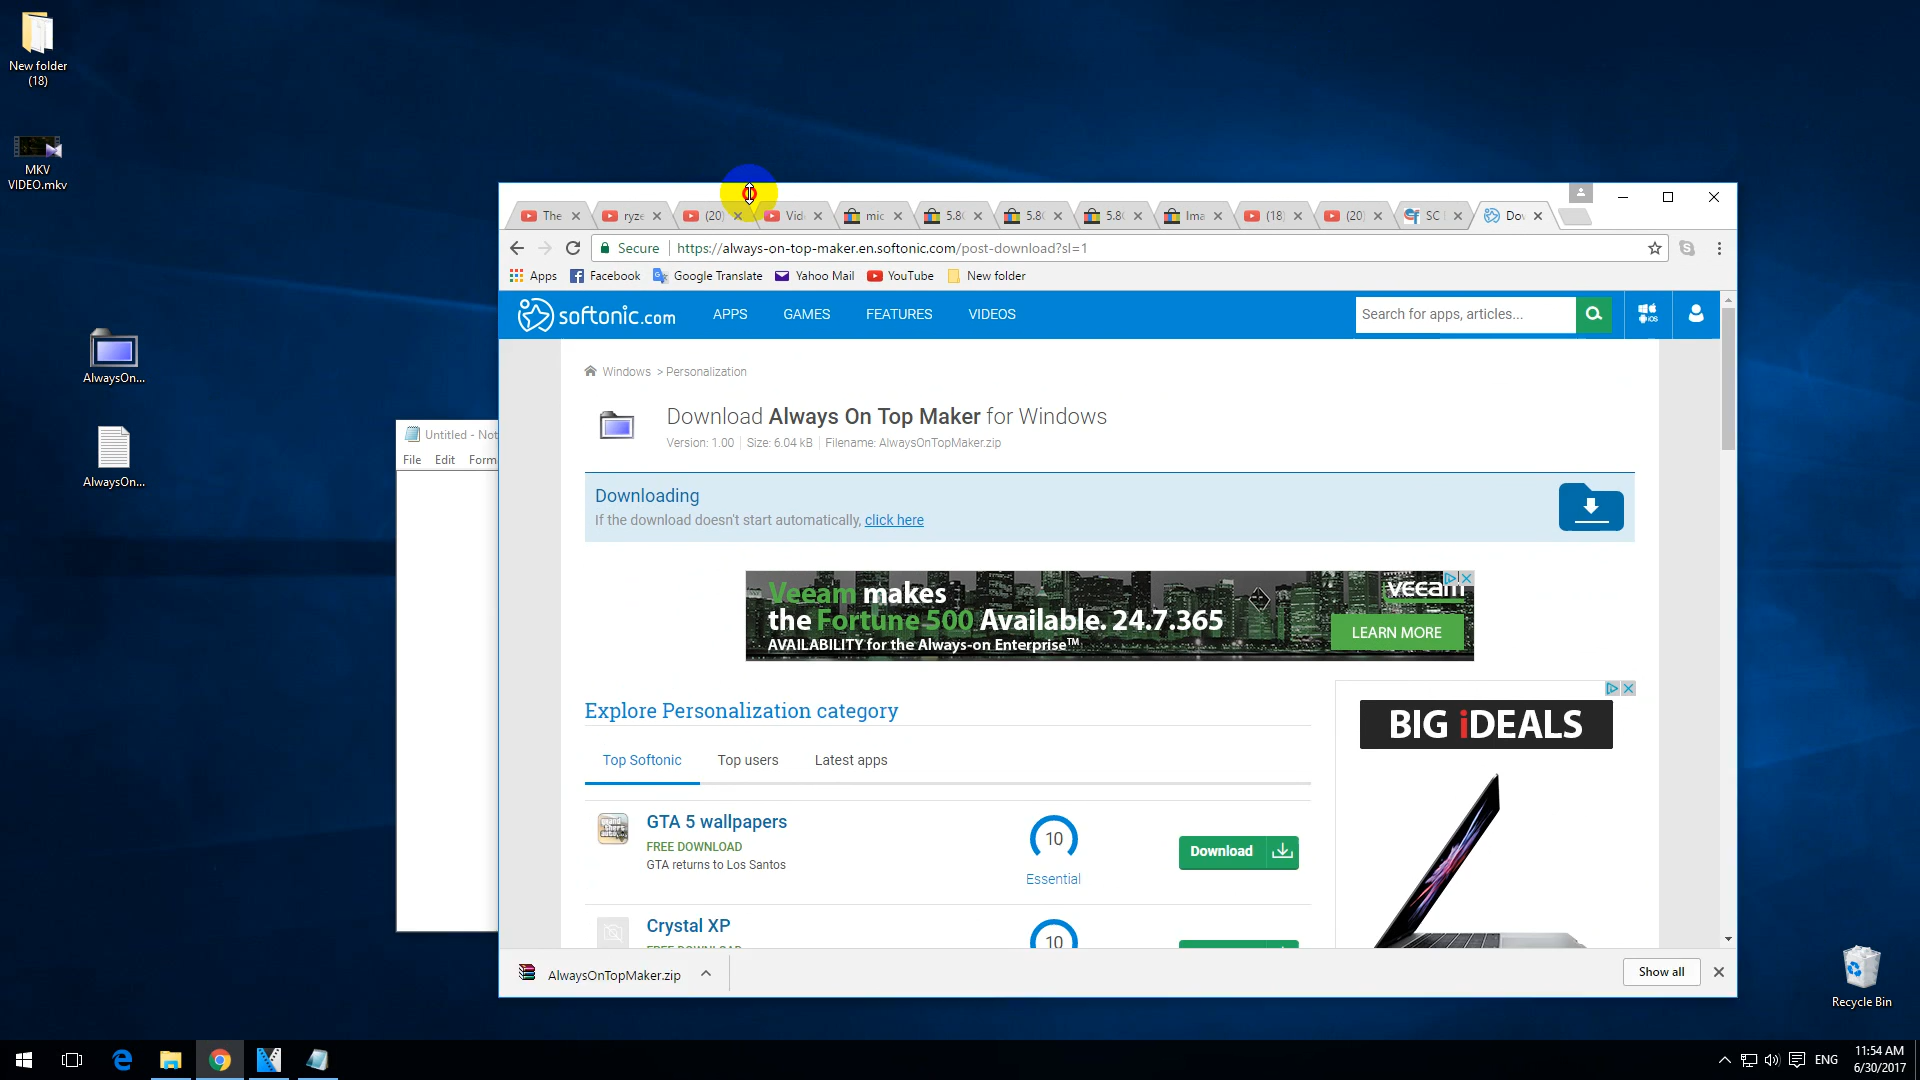 New folder
(18)
MKV
VIDEO.mkv
AlwaysOn...
AlwaysOn...
Untitled - Not
File Edit Form
The
ryze
(20)
Vid
mic
5.8
5.8
5.8
Ima
(18)
(20)
SC
Do
Secure https://always-on-top-maker.en.softonic.com/post-download?sl=1
Apps Facebook Google Translate Yahoo Mail YouTube New folder
softonic.com APPS GAMES FEATURES VIDEOS Search for apps, articles...
iOS
Windows > Personalization
Download Always On Top Maker for Windows
Version: 1.00 Size: 6.04 kB Filename: AlwaysOnTopMaker.zip
Downloading
If the download doesn't start automatically, click here
Veeam makes
the Fortune 500 Available. 24.7.365
AVAILABILITY for the Always-on Enterprise™
veeam
LEARN MORE
Explore Personalization category
Top Softonic Top users Latest apps
GTA 5 wallpapers
FREE DOWNLOAD
GTA returns to Los Santos
10
Essential
Download
Crystal XP
FREE DOWNLOAD
10
BIG iDEALS
AlwaysOnTopMaker.zip
Show all
Recycle Bin
ENG
11:54 AM
6/30/2017